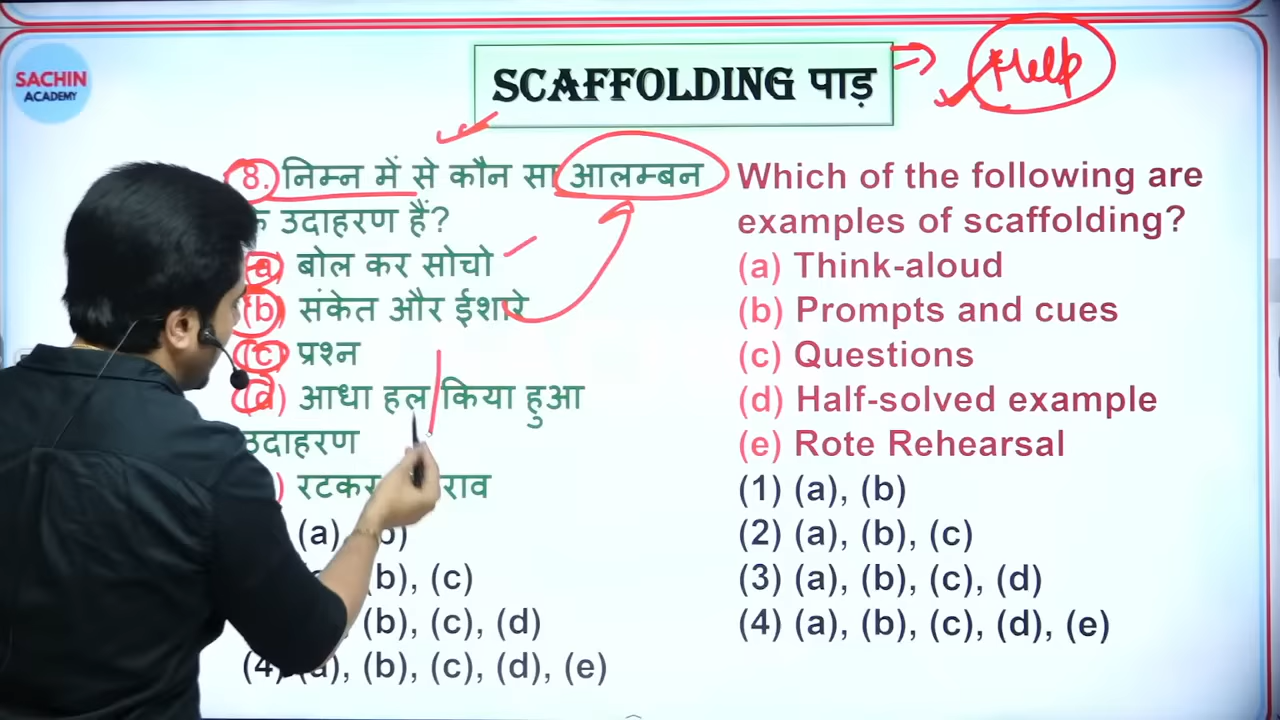 SACHIN
ACADEMY
SCAFFOLDING पाड़
Help
8. निम्न में से कौन सा आलम्बन
उदाहरण हैं?
(a) बोल कर सोचो
(b) संकेत और ईशारे
(c) प्रश्न
(d) आधा हल किया हुआ
उदाहरण
(a),
(b), (c)
(b), (c), (d)
(4) (a), (b), (c), (d), (e)
Which of the following are
examples of scaffolding?
(a) Think-aloud
(b) Prompts and cues
(c) Questions
(d) Half-solved example
(e) Rote Rehearsal
(1) (a), (b)
(2) (a), (b), (c)
(3) (a), (b), (c), (d)
(4) (a), (b), (c), (d), (e)